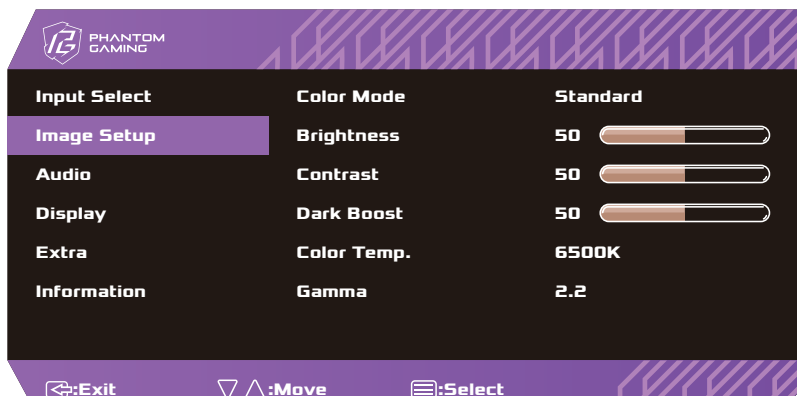 PHANTOM
GAMING
Input Select Color Mode Standard
Image Setup Brightness 50
Audio Contrast 50
Display Dark Boost 50
Extra Color Temp. 6500K
Information Gamma 2.2
:Exit :Move :Select